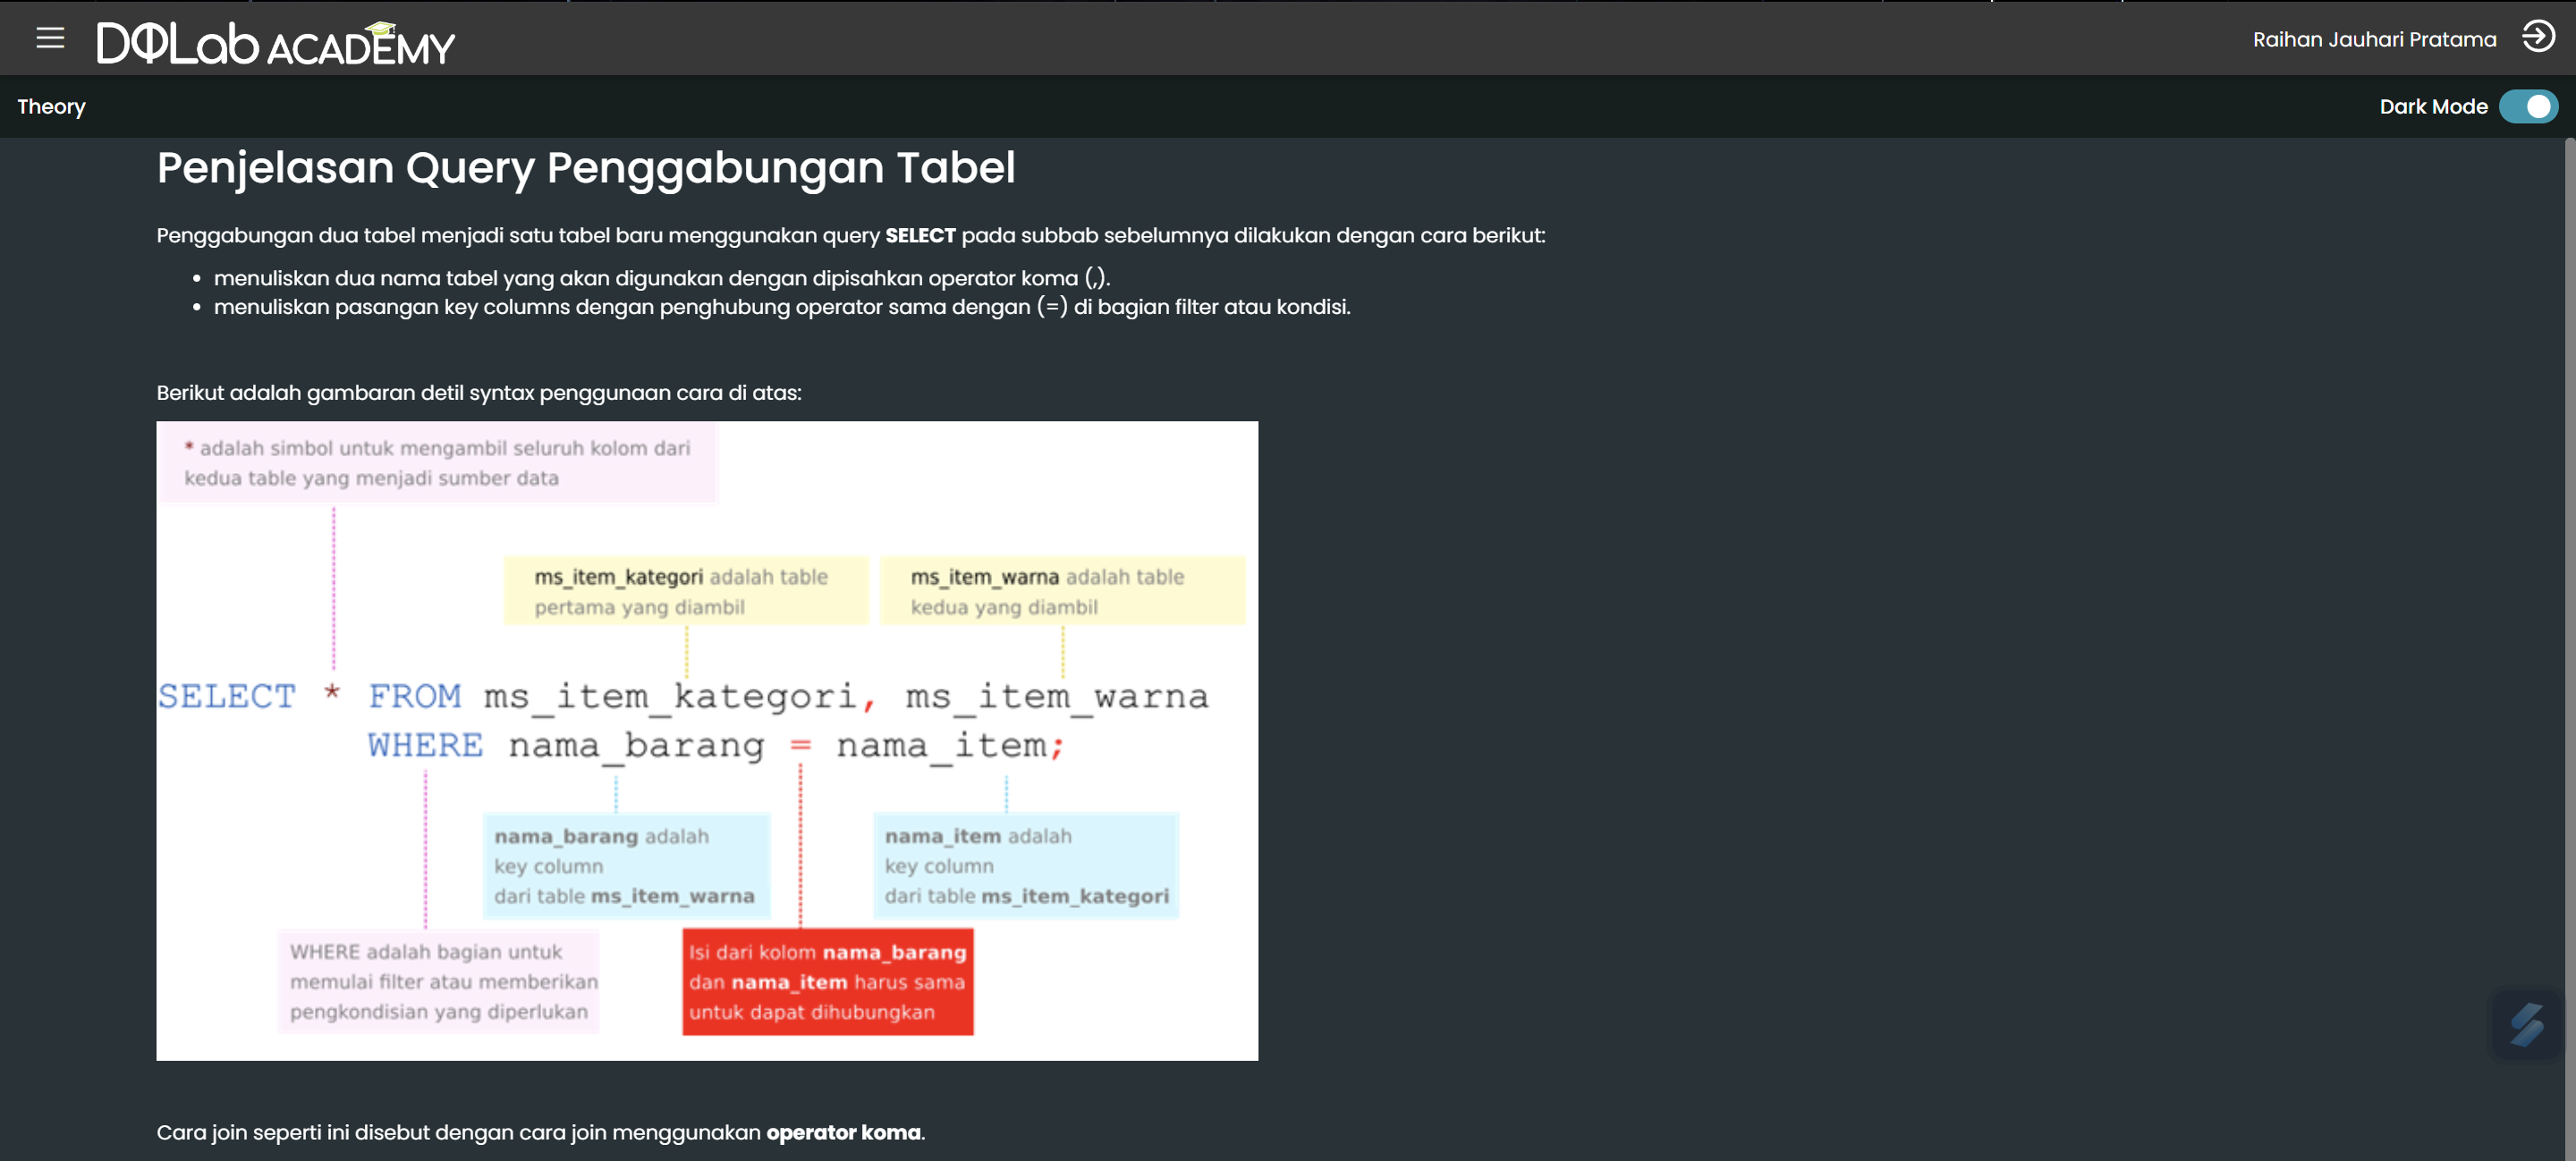 DQLab ACADEMY
Raihan Jauhari Pratama
Theory
Dark Mode
Penjelasan Query Penggabungan Tabel
Penggabungan dua tabel menjadi satu tabel baru menggunakan query SELECT pada subbab sebelumnya dilakukan dengan cara berikut:
• menuliskan dua nama tabel yang akan digunakan dengan dipisahkan operator koma (,).
• menuliskan pasangan key columns dengan penghubung operator sama dengan (=) di bagian filter atau kondisi.
Berikut adalah gambaran detil syntax penggunaan cara di atas:
* adalah simbol untuk mengambil seluruh kolom dari
kedua table yang menjadi sumber data
ms_item_kategori adalah table
pertama yang diambil
ms_item_warna adalah table
kedua yang diambil
SELECT * FROM ms_item_kategori, ms_item_warna
WHERE nama_barang = nama_item;
nama_barang adalah
key column
dari table ms_item_warna
nama_item adalah
key column
dari table ms_item_kategori
WHERE adalah bagian untuk
memulai filter atau memberikan
pengkondisian yang diperlukan
Isi dari kolom nama_barang
dan nama_item harus sama
untuk dapat dihubungkan
Cara join seperti ini disebut dengan cara join menggunakan operator koma.